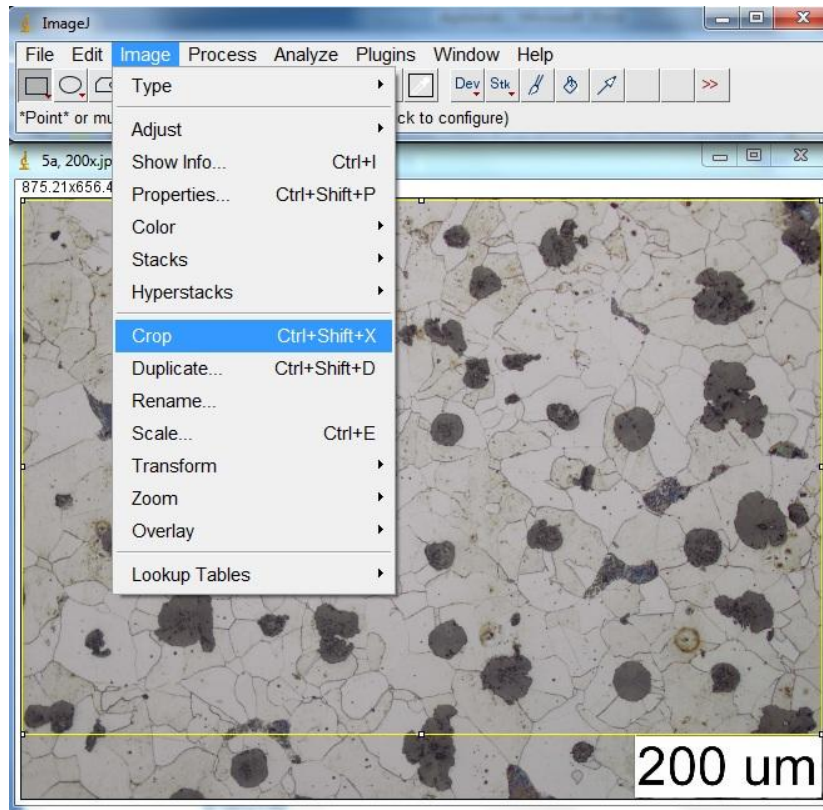 ImageJ
File Edit Image Process Analyze Plugins Window Help
Dev Stk >>
*Point* or mu
ck to configure)
Type
Adjust
Show Info... Ctrl+I
Properties... Ctrl+Shift+P
Color
Stacks
Hyperstacks
Crop Ctrl+Shift+X
Duplicate... Ctrl+Shift+D
Rename...
Scale... Ctrl+E
Transform
Zoom
Overlay
Lookup Tables
5a, 200x.jp
875.21x656.4
200 um